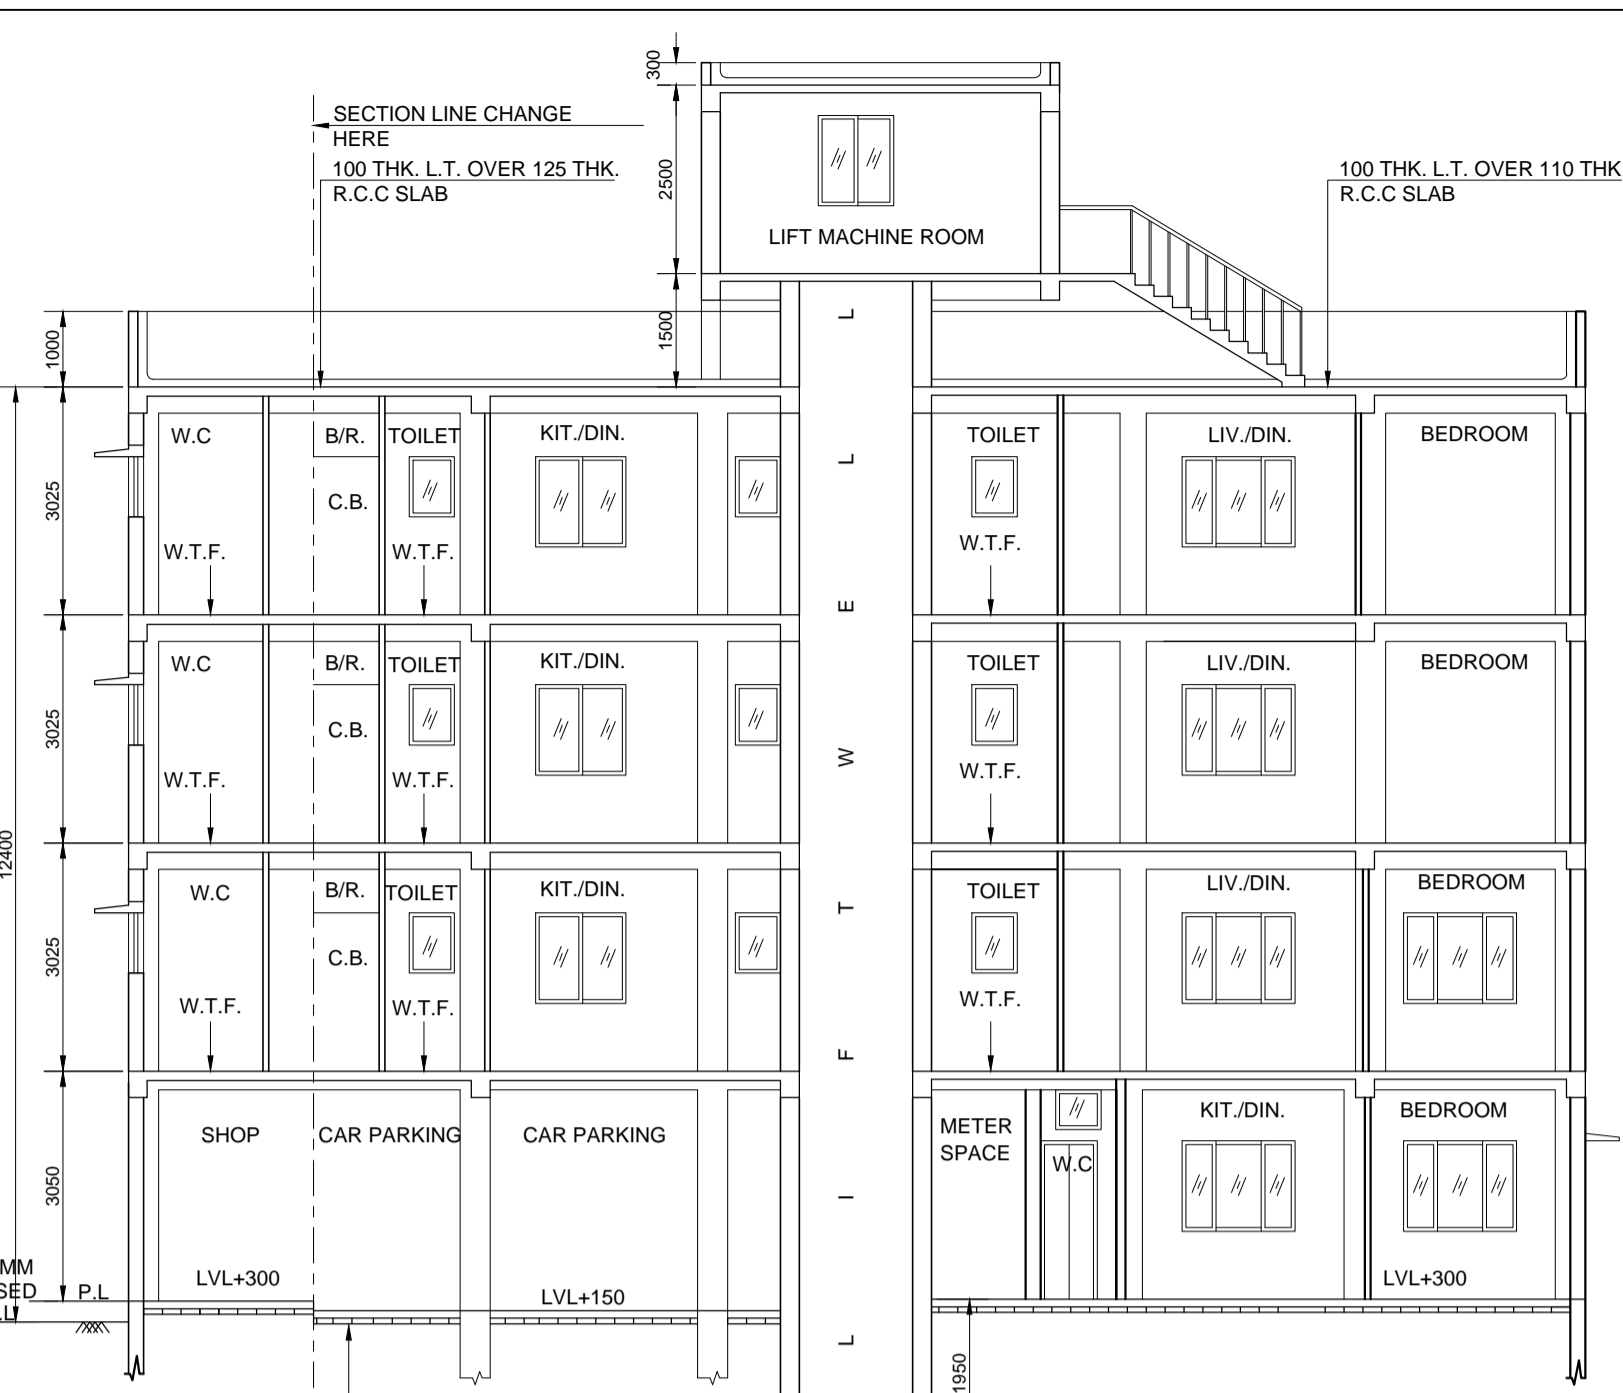 300
SECTION LINE CHANGE
HERE
100 THK. L.T. OVER 125 THK.
R.C.C SLAB
2500
100 THK. L.T. OVER 110 THK
R.C.C SLAB
LIFT MACHINE ROOM
1500
1000
W.C
B/R.
TOILET
KIT./DIN.
TOILET
LIV./DIN.
BEDROOM
3025
C.B.
W.T.F.
W.T.F.
W.T.F.
W.C
B/R.
TOILET
KIT./DIN.
TOILET
LIV./DIN.
BEDROOM
3025
C.B.
W.T.F.
W.T.F.
W.T.F.
12400
W.C
B/R.
TOILET
KIT./DIN.
TOILET
LIV./DIN.
BEDROOM
3025
C.B.
W.T.F.
W.T.F.
W.T.F.
LIFT WELL
SHOP
CAR PARKING
CAR PARKING
METER
SPACE
W.C
KIT./DIN.
BEDROOM
3050
LVL+300
LVL+150
LVL+300
MM
P.L
1950